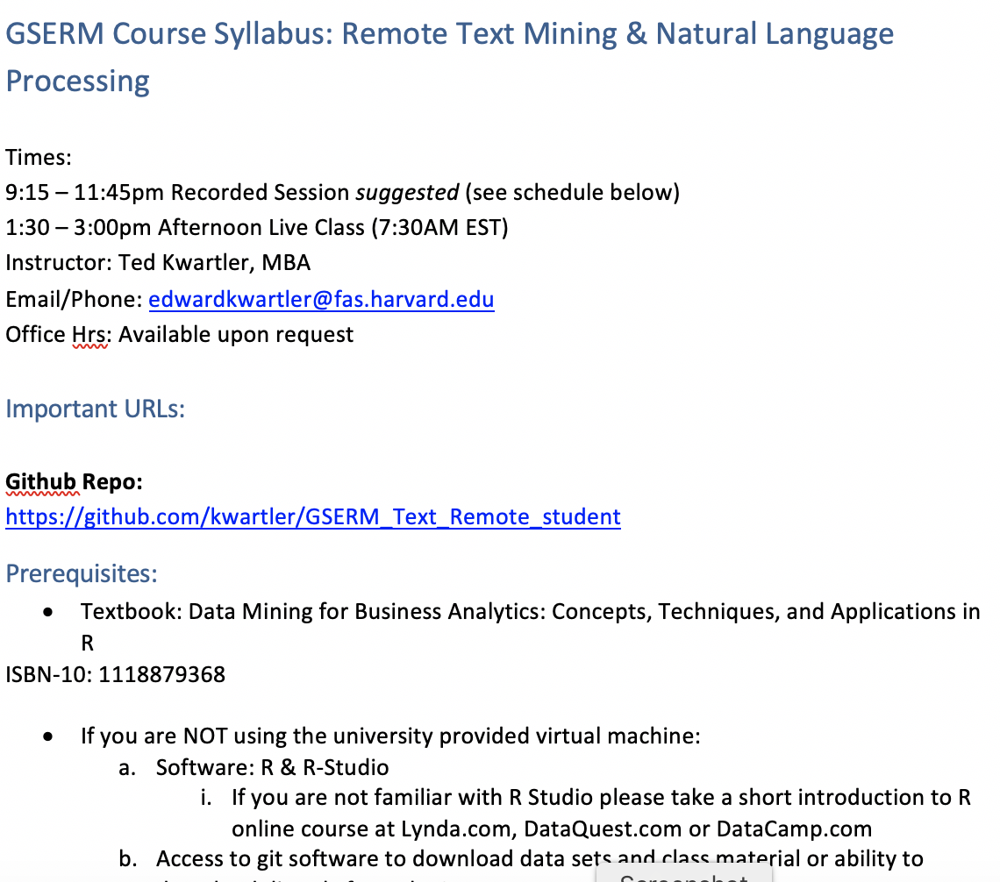 GSERM Course Syllabus: Remote Text Mining & Natural Language
Processing
Times:
9:15 – 11:45pm Recorded Session suggested (see schedule below)
1:30 – 3:00pm Afternoon Live Class (7:30AM EST)
Instructor: Ted Kwartler, MBA
Email/Phone: edwardkwartler@fas.harvard.edu
Office Hrs: Available upon request
Important URLs:
Github Repo:
https://github.com/kwartler/GSERM_Text_Remote_student
Prerequisites:
• Textbook: Data Mining for Business Analytics: Concepts, Techniques, and Applications in
R
ISBN-10: 1118879368
• If you are NOT using the university provided virtual machine:
a. Software: R & R-Studio
i. If you are not familiar with R Studio please take a short introduction to R
online course at Lynda.com, DataQuest.com or DataCamp.com
b. Access to git software to download data sets and class material or ability to